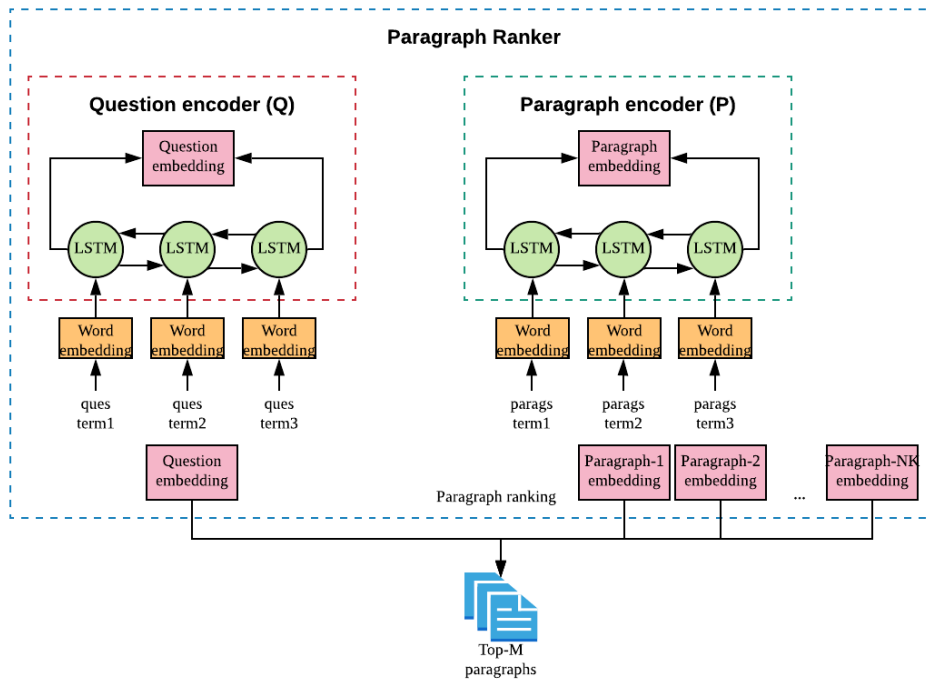 Paragraph Ranker
Question encoder (Q)
Question
embedding
LSTM
LSTM
LSTM
Word
embedding
Word
embedding
Word
embedding
ques
term1
ques
term2
ques
term3
Paragraph encoder (P)
Paragraph
embedding
LSTM
LSTM
LSTM
Word
embedding
Word
embedding
Word
embedding
parags
term1
parags
term2
parags
term3
Question
embedding
Paragraph ranking
Paragraph-1
embedding
Paragraph-2
embedding
...
Paragraph-NK
embedding
Top-M
paragraphs